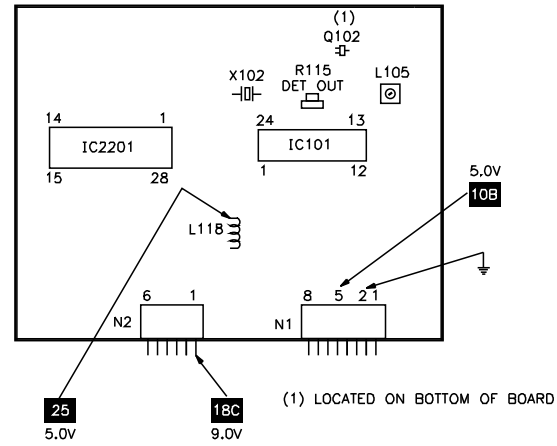 (1)
Q102
X102
R115
DET OUT
L105
14 1
IC2201
15 28
24 13
IC101
1 12
5.0V
10B
L118
6 1
N2
8 5 2 1
N1
25
5.0V
18C
9.0V
(1) LOCATED ON BOTTOM OF BOARD